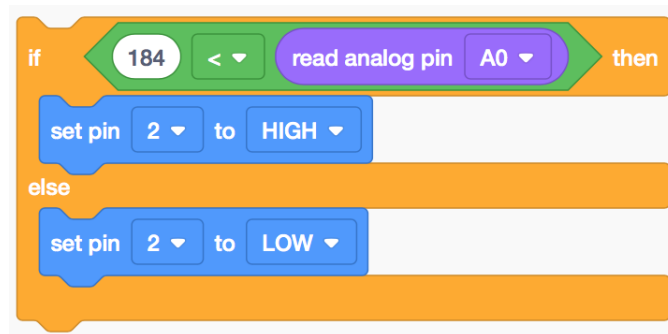 if 184 < read analog pin A0 then
set pin 2 to HIGH
else
set pin 2 to LOW